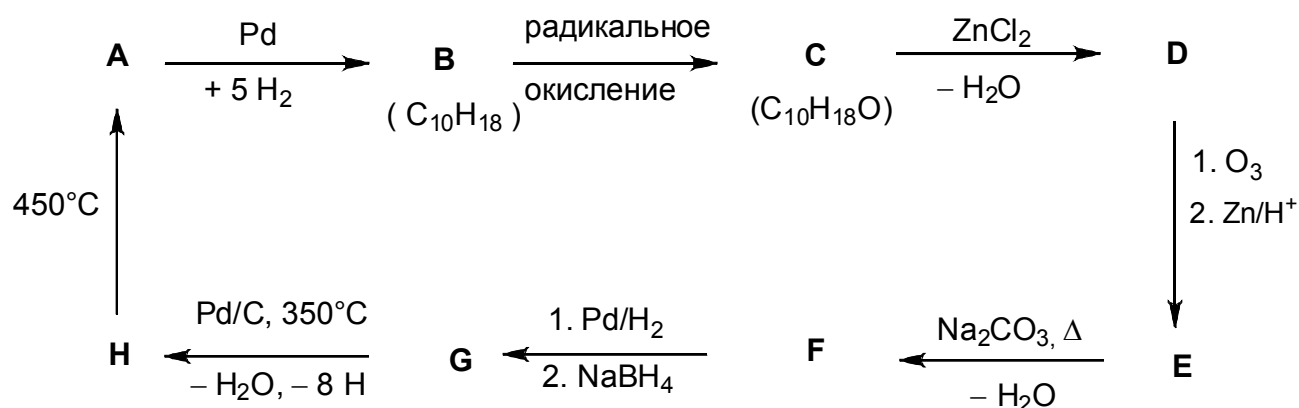 A
Pd
+ 5 H₂
B
( C₁₀H₁₈ )
радикальное
окисление
C
(C₁₀H₁₈O)
ZnCl₂
– H₂O
D
450°C
1. O₃
2. Zn/H⁺
H
Pd/C, 350°C
– H₂O, – 8 H
G
1. Pd/H₂
2. NaBH₄
F
Na₂CO₃, Δ
– H₂O
E